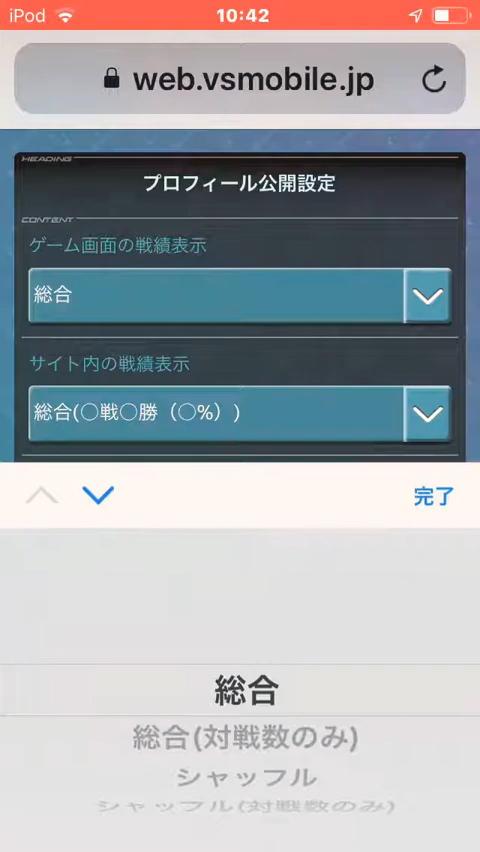 iPod 10:42
web.vsmobile.jp
HEADING
プロフィール公開設定
CONTENT
ゲーム画面の戦績表示
総合
サイト内の戦績表示
総合(○戦○勝（○%）)
完了
総合
総合(対戦数のみ)
シャッフル
シャッフル(対戦数のみ)